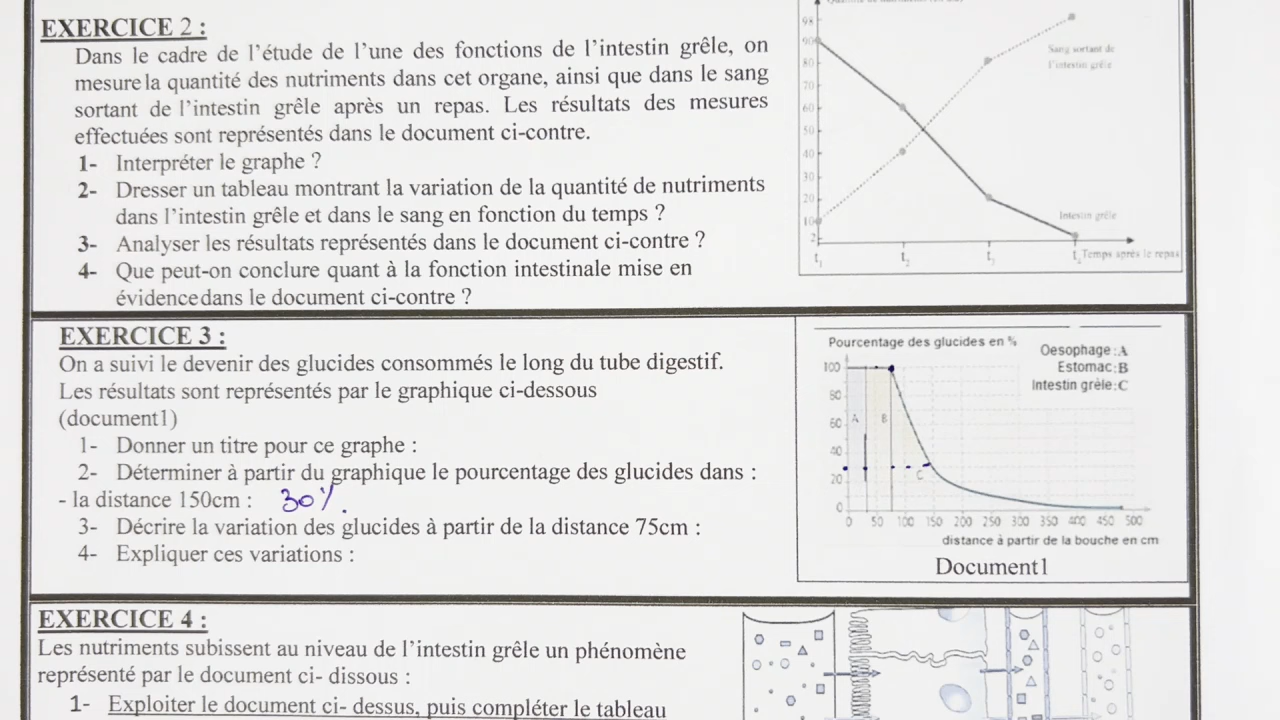 EXERCICE 2 :
Dans le cadre de l'étude de l'une des fonctions de l'intestin grêle, on
mesure la quantité des nutriments dans cet organe, ainsi que dans le sang
sortant de l'intestin grêle après un repas. Les résultats des mesures
effectuées sont représentés dans le document ci-contre.
1- Interpréter le graphe ?
2- Dresser un tableau montrant la variation de la quantité de nutriments
dans l'intestin grêle et dans le sang en fonction du temps ?
3- Analyser les résultats représentés dans le document ci-contre ?
4- Que peut-on conclure quant à la fonction intestinale mise en
évidence dans le document ci-contre ?
98
90
80
70
60
50
40
30
20
10
2
Sang sortant de
l'intestin grêle
Intestin grêle
t1 t2 t3 t Temps après le repas
EXERCICE 3 :
On a suivi le devenir des glucides consommés le long du tube digestif.
Les résultats sont représentés par le graphique ci-dessous
(document1)
1- Donner un titre pour ce graphe :
2- Déterminer à partir du graphique le pourcentage des glucides dans :
- la distance 150cm : 30%.
3- Décrire la variation des glucides à partir de la distance 75cm :
4- Expliquer ces variations :
Pourcentage des glucides en %
Oesophage :A
Estomac:B
Intestin grèle:C
100
80
60
40
20
0
A B C
0 50 100 150 200 250 300 350 400 450 500
distance à partir de la bouche en cm
Document1
EXERCICE 4 :
Les nutriments subissent au niveau de l'intestin grêle un phénomène
représenté par le document ci- dissous :
1- Exploiter le document ci- dessus, puis compléter le tableau